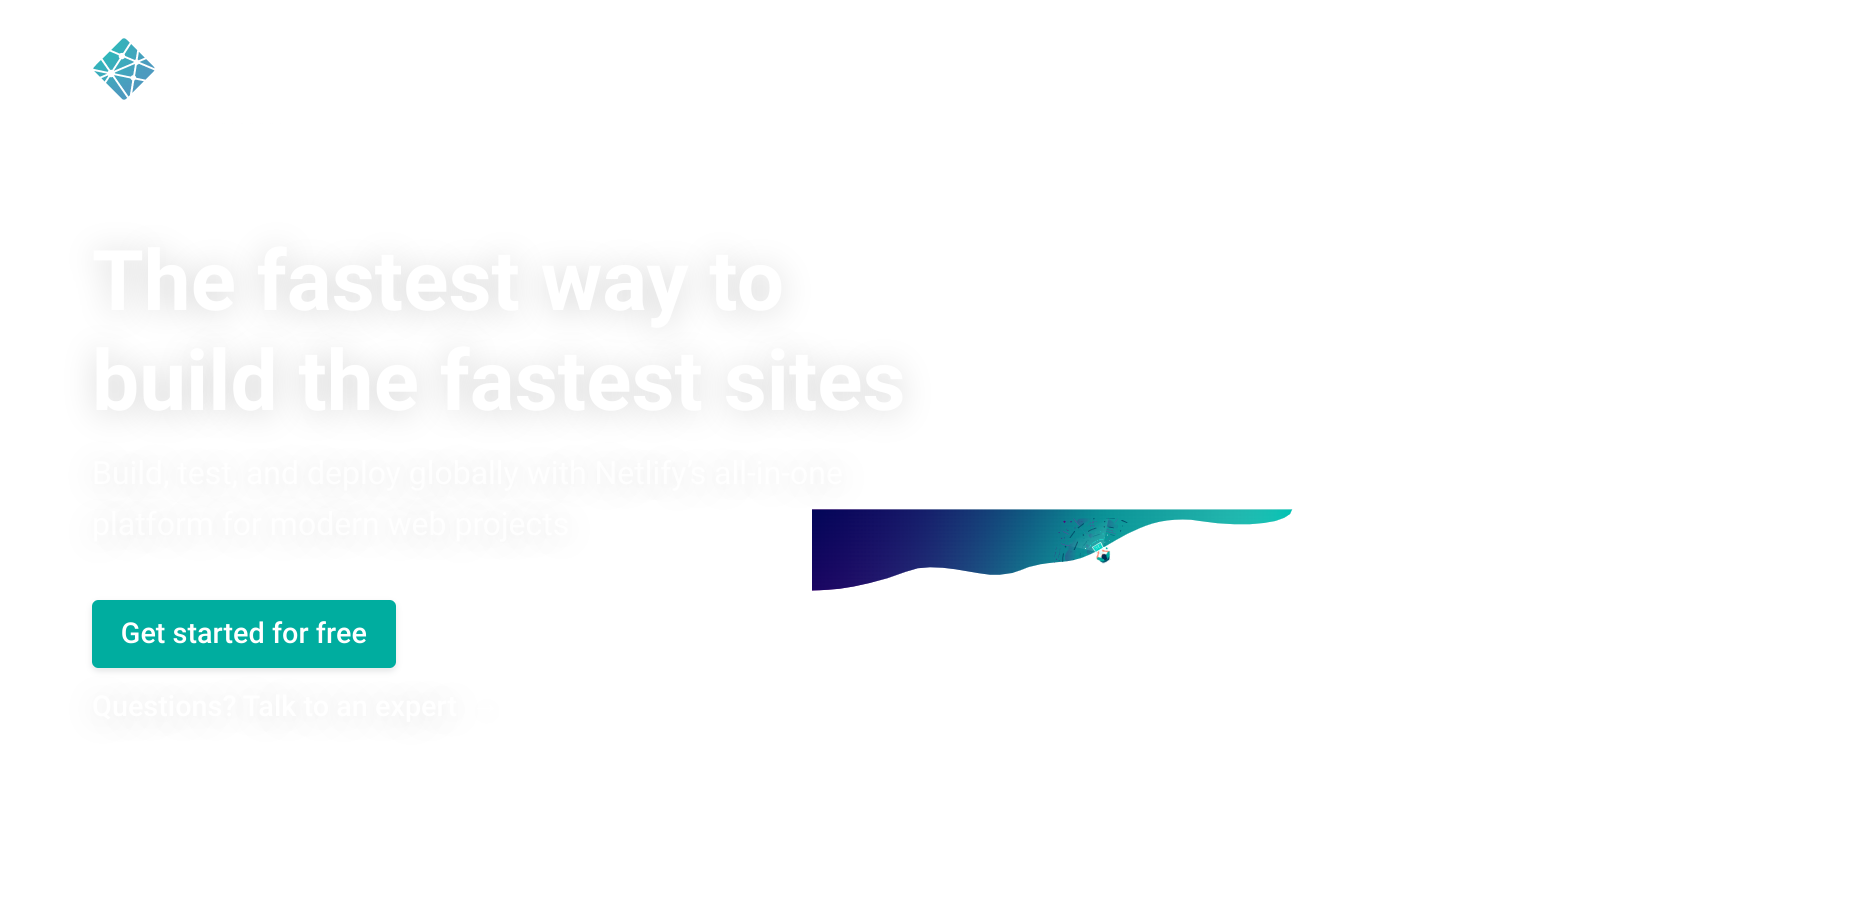 The fastest way to
build the fastest sites
Build, test, and deploy globally with Netlify's all-in-one
platform for modern web projects.
Get started for free
Questions? Talk to an expert